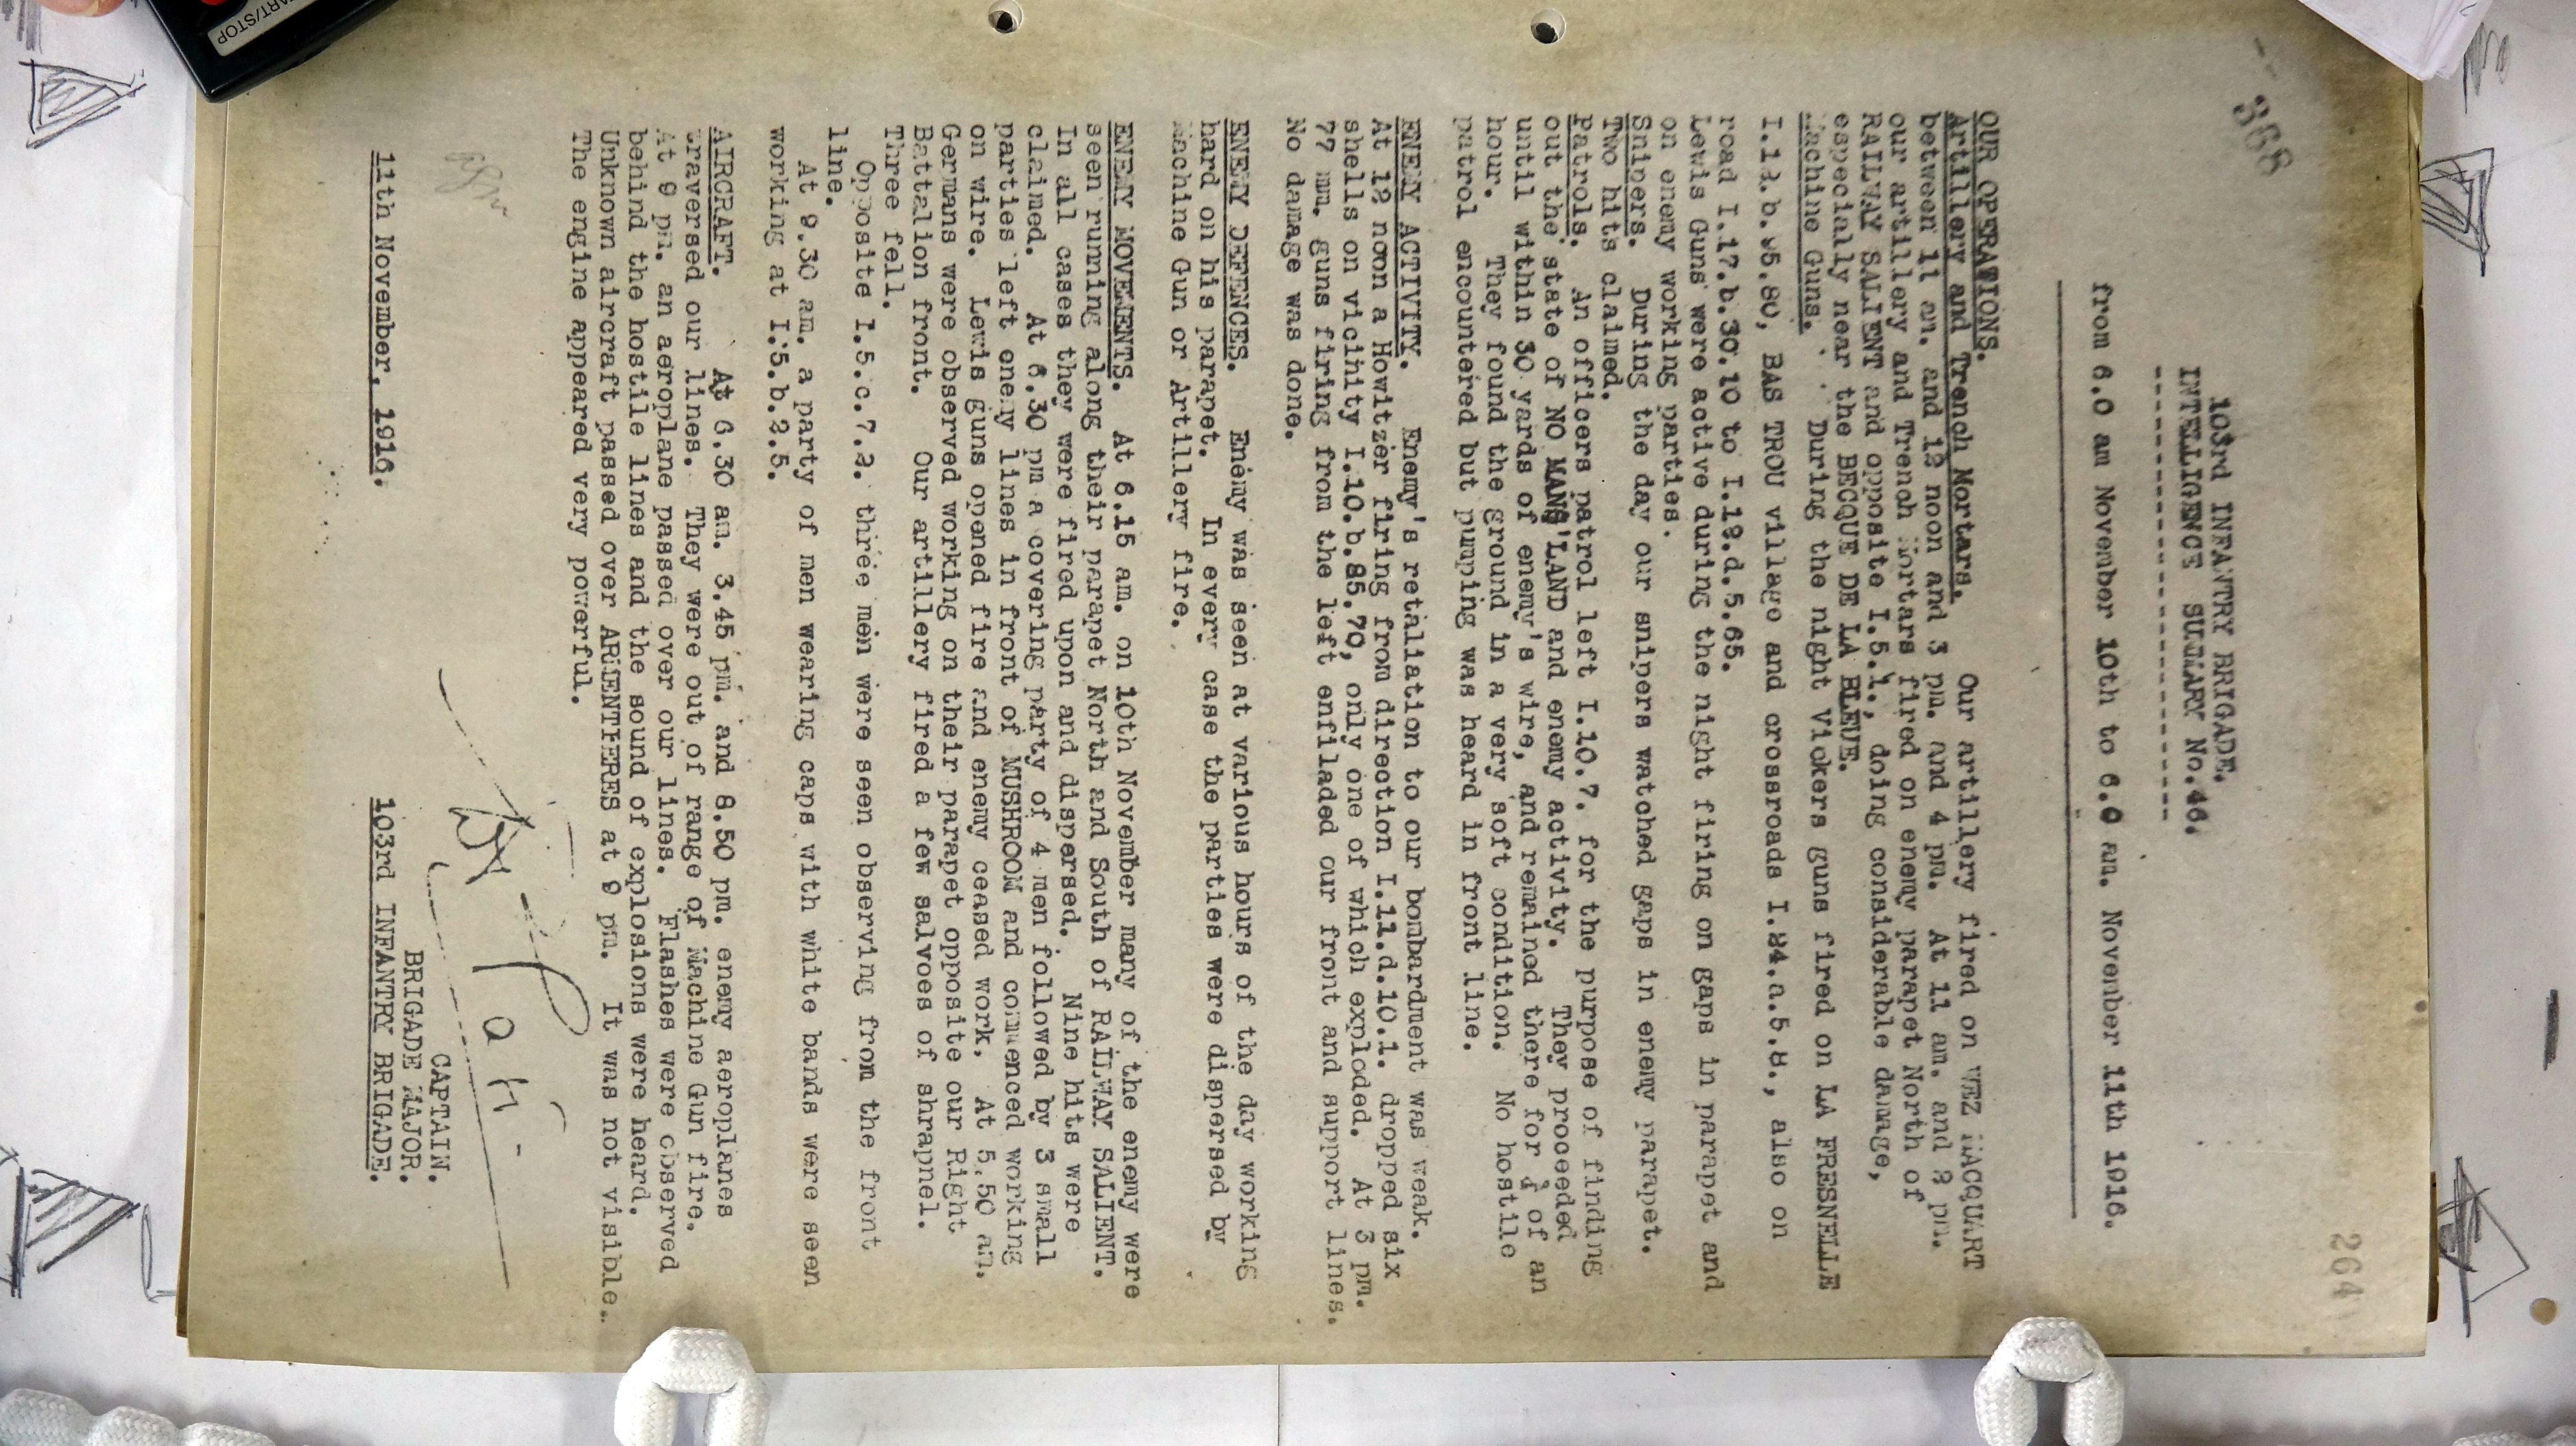 368
264
103rd INFANTRY BRIGADE.
INTELLIGENCE SUMMARY No.46.
from 6.0 am November 10th to 6.0 am. November 11th 1916.
OUR OPERATIONS.
Artillery and Trench Mortars. Our artillery fired on WEZ MACQUART
between 11 am. and 12 noon and 3 pm. and 4 pm. At 11 am. and 2 pm.
our artillery and Trench Mortars fired on enemy parapet North of
RAILWAY SALIENT and opposite I.5.1., doing considerable damage,
especially near the BECQUE DE LA BLEUE.
Machine Guns. During the night Vickers guns fired on LA FRESNELLE
BAS TROU village and crossroads I.24.a.5.8., also on
road I.17.b.30.10 to I.12.d.5.65.
Lewis Guns were active during the night firing on gaps in parapet and
on enemy working parties.
Snipers. During the day our snipers watched gaps in enemy parapet.
Two hits claimed.
Patrols. An officers patrol left I.10.7. for the purpose of finding
out the state of NO MANS'LAND and enemy activity. They proceeded
until within 30 yards of enemy's wire, and remained there for of an
hour. They found the ground in a very soft condition. No hostile
patrol encountered but pumping was heard in front line.
ENEMY ACTIVITY. Enemy's retaliation to our bombardment was weak.
At 12 noon a Howitzer firing from direction I.11.d.10.1. dropped six
shells on vicinity I.10.b.85.70, only one of which exploded. At 3 pm.
77 mm. guns firing from the left enfiladed our front and support lines.
No damage was done.
ENEMY DEFENCES. Enemy was seen at various hours of the day working
hard on his parapet. In every case the parties were dispersed by
Machine Gun or Artillery fire.
ENEMY MOVEMENTS. At 6.15 am. on 10th November many of the enemy were
seen running along their parapet North and South of RAILWAY SALIENT.
In all cases they were fired upon and dispersed. Nine hits were
claimed. At 6.30 pm a covering party of 4 men followed by 3 small
parties left enemy lines in front of MUSHROOM and commenced working
on wire. Lewis guns opened fire and enemy ceased work. At 5.50 am.
Germans were observed working on their parapet opposite our Right
Battalion front. Our artillery fired a few salvoes of shrapnel.
Three fell.
Opposite I.5.c.7.2. three men were seen observing from the front
line.
At 9.30 am. a party of men wearing caps with white bands were seen
working at I.5.b.2.5.
AIRCRAFT. At 6.30 am. 3.45 pm. and 8.50 pm. enemy aeroplanes
traversed our lines. They were out of range of Machine Gun fire.
At 9 pm. an aeroplane passed over our lines. Flashes were observed
behind the hostile lines and the sound of explosions were heard.
Unknown aircraft passed over ARMENTIERES at 9 pm. It was not visible.
The engine appeared very powerful.
CAPTAIN.
BRIGADE MAJOR.
11th November, 1916. 103rd INFANTRY BRIGADE.
START/STOP